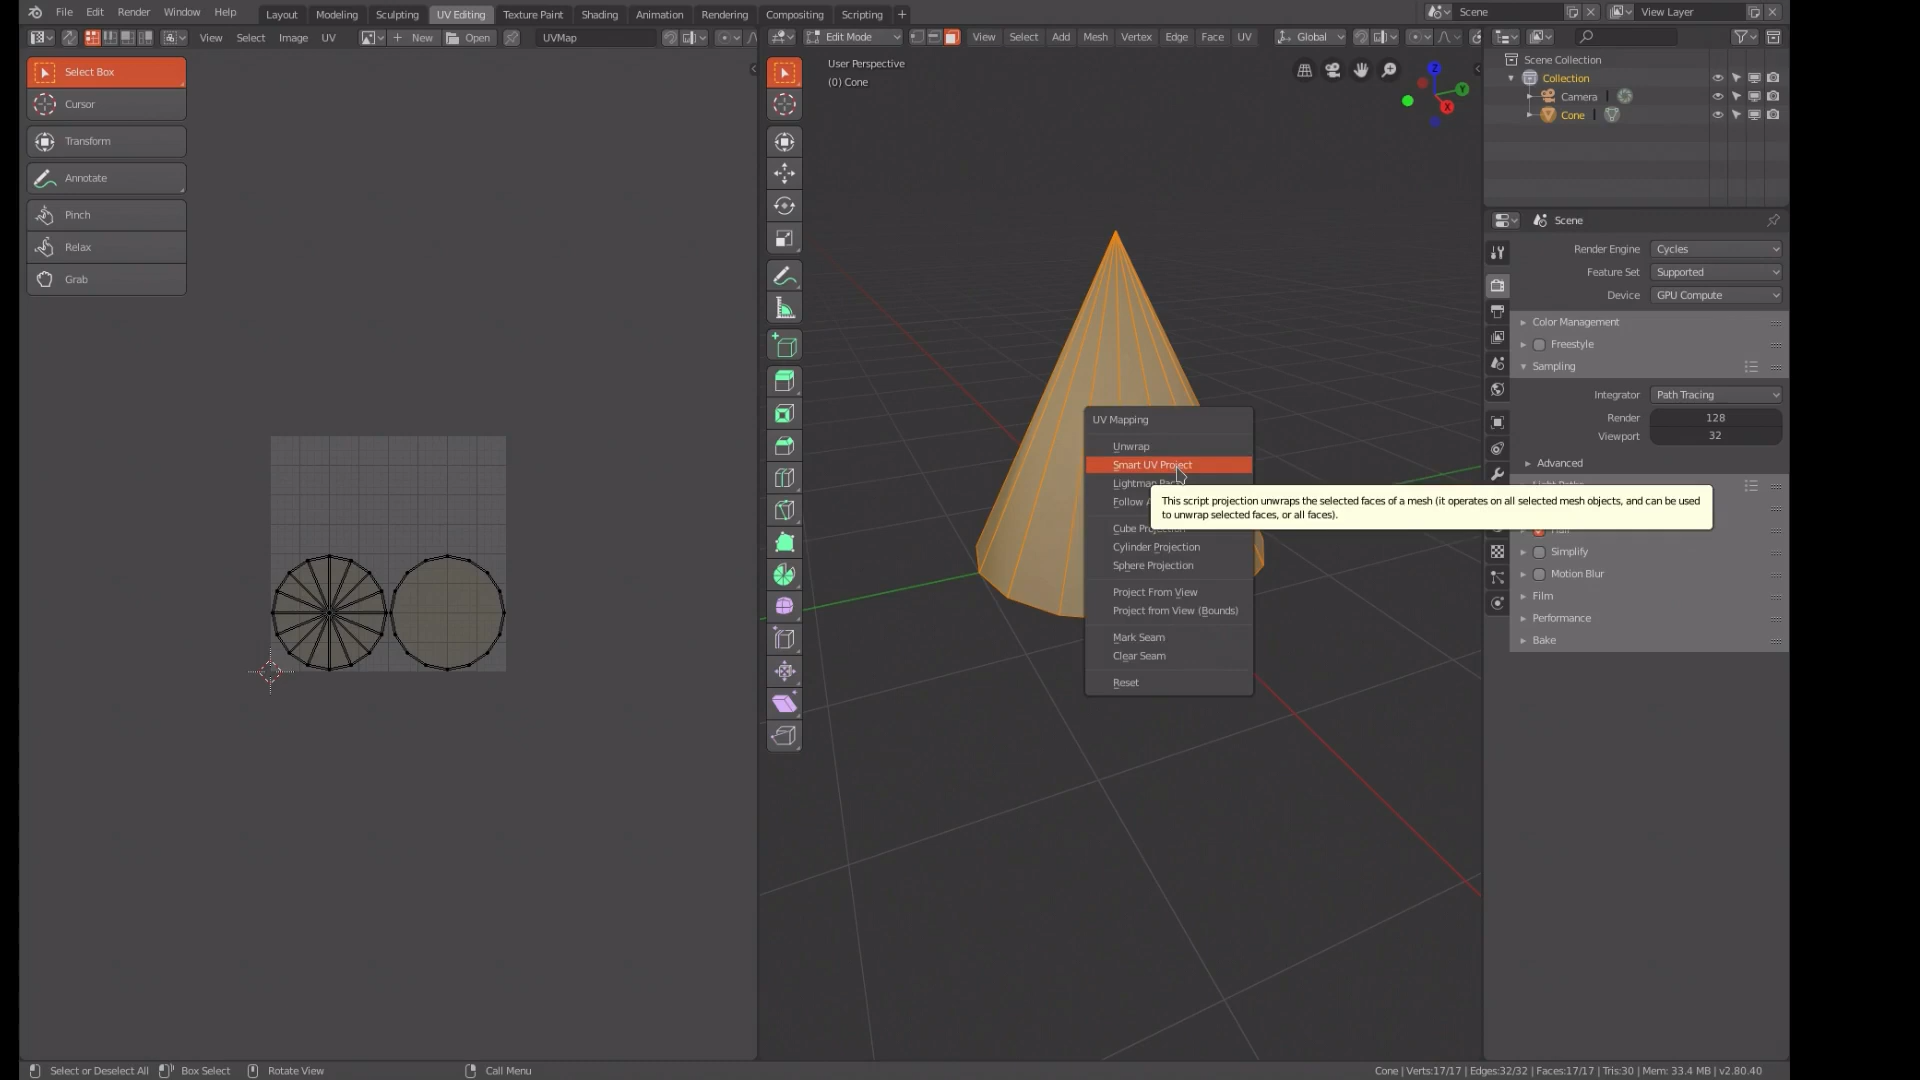 File Edit Render Window Help Layout Modeling Sculpting UV Editing Texture Paint Shading Animation Rendering Compositing Scripting Scene View Layer
View Select Image UV New Open UVMap Edit Mode View Select Add Mesh Vertex Edge Face UV Global
Select Box
Cursor
Transform
Annotate
Pinch
Relax
Grab
User Perspective
(0) Cone
Z
Y
X
UV Mapping
Unwrap
Smart UV Project
Lightmap Pack
Follow A
Cube Projection
Cylinder Projection
Sphere Projection
Project From View
Project from View (Bounds)
Mark Seam
Clear Seam
Reset
This script projection unwraps the selected faces of a mesh (it operates on all selected mesh objects, and can be used
to unwrap selected faces, or all faces).
Scene Collection
Collection
Camera
Cone
Scene
Render Engine Cycles
Feature Set Supported
Device GPU Compute
Color Management
Freestyle
Sampling
Integrator Path Tracing
Render 128
Viewport 32
Advanced
Simplify
Motion Blur
Film
Performance
Bake
Select or Deselect All Box Select Rotate View Call Menu Cone | Verts:17/17 | Edges:32/32 | Faces:17/17 | Tris:30 | Mem: 33.4 MB | v2.80.40